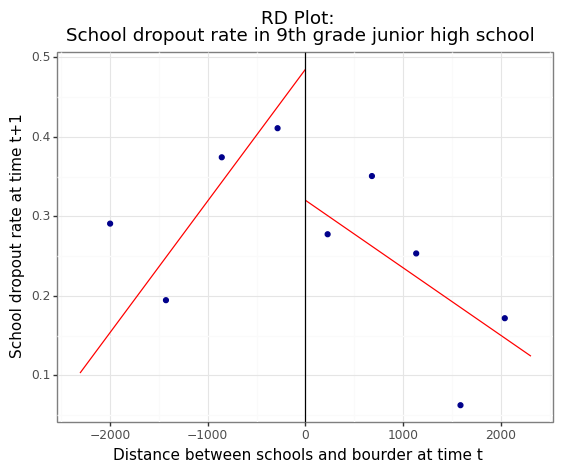 RD Plot:
School dropout rate in 9th grade junior high school
0.5
0.4
0.3
0.2
0.1
School dropout rate at time t+1
−2000 −1000 0 1000 2000
Distance between schools and bourder at time t